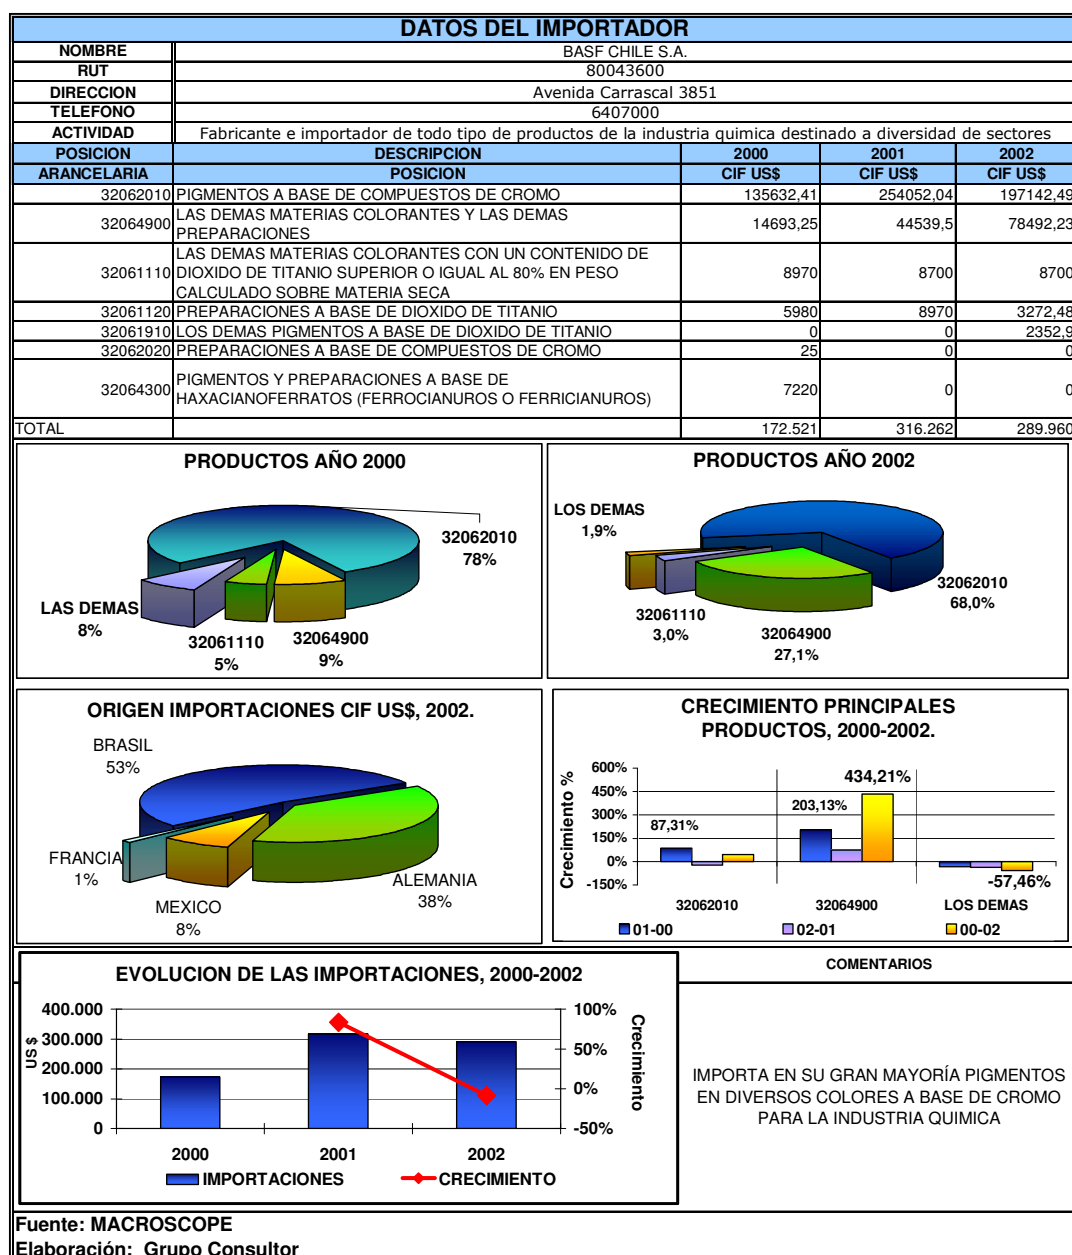 DATOS DEL IMPORTADOR
NOMBRE BASF CHILE S.A.
RUT 80043600
DIRECCION Avenida Carrascal 3851
TELEFONO 6407000
ACTIVIDAD Fabricante e importador de todo tipo de productos de la industria quimica destinado a diversidad de sectores
POSICION DESCRIPCION 2000 2001 2002
ARANCELARIA POSICION CIF US$ CIF US$ CIF US$
32062010 PIGMENTOS A BASE DE COMPUESTOS DE CROMO 135632,41 254052,04 197142,49
32064900 LAS DEMAS MATERIAS COLORANTES Y LAS DEMAS
PREPARACIONES 14693,25 44539,5 78492,23
LAS DEMAS MATERIAS COLORANTES CON UN CONTENIDO DE
32061110 DIOXIDO DE TITANIO SUPERIOR O IGUAL AL 80% EN PESO 8970 8700 8700
CALCULADO SOBRE MATERIA SECA
32061120 PREPARACIONES A BASE DE DIOXIDO DE TITANIO 5980 8970 3272,48
32061910 LOS DEMAS PIGMENTOS A BASE DE DIOXIDO DE TITANIO 0 0 2352,9
32062020 PREPARACIONES A BASE DE COMPUESTOS DE CROMO 25 0 0
32064300 PIGMENTOS Y PREPARACIONES A BASE DE
HAXACIANOFERRATOS (FERROCIANUROS O FERRICIANUROS) 7220 0 0
TOTAL 172.521 316.262 289.960
PRODUCTOS AÑO 2000
32062010
78%
LAS DEMAS
8%
32061110
5%
32064900
9%
PRODUCTOS AÑO 2002
LOS DEMAS
1,9%
32062010
68,0%
32061110
3,0%
32064900
27,1%
ORIGEN IMPORTACIONES CIF US$, 2002.
BRASIL
53%
FRANCIA
1%
MEXICO
8%
ALEMANIA
38%
CRECIMIENTO PRINCIPALES
PRODUCTOS, 2000-2002.
Crecimiento %
600%
450%
300%
150%
0%
-150%
87,31%
203,13%
434,21%
-57,46%
32062010 32064900 LOS DEMAS
01-00 02-01 00-02
EVOLUCION DE LAS IMPORTACIONES, 2000-2002
US $
400.000
300.000
200.000
100.000
0
100%
50%
0%
-50%
Crecimiento
2000 2001 2002
IMPORTACIONES CRECIMIENTO
COMENTARIOS
IMPORTA EN SU GRAN MAYORÍA PIGMENTOS
EN DIVERSOS COLORES A BASE DE CROMO
PARA LA INDUSTRIA QUIMICA
Fuente: MACROSCOPE
Elaboración: Grupo Consultor